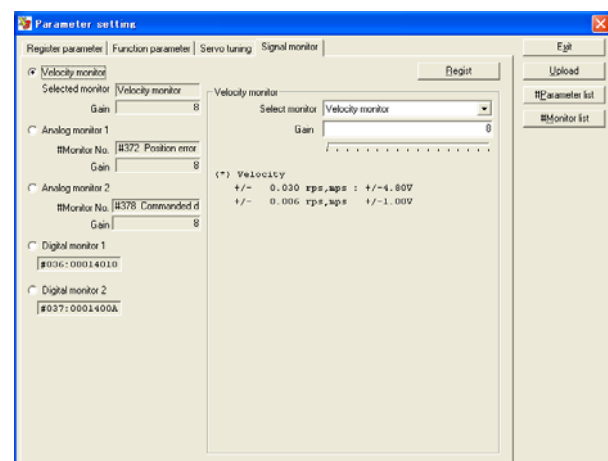 Parameter setting
Register parameter Function parameter Servo tuning Signal monitor
Velocity monitor
Selected monitor Velocity monitor
Gain 8
Analog monitor 1
#Monitor No. #372 Position error
Gain 8
Analog monitor 2
#Monitor No. #378 Commanded d
Gain 8
Digital monitor 1
#036:00014010
Digital monitor 2
#037:0001400A
Regist
Velocity monitor
Select monitor Velocity monitor
Gain 8
(*) Velocity
+/- 0.030 rps,mps : +/-4.80V
+/- 0.006 rps,mps +/-1.00V
Exit
Upload
#Parameter list
#Monitor list